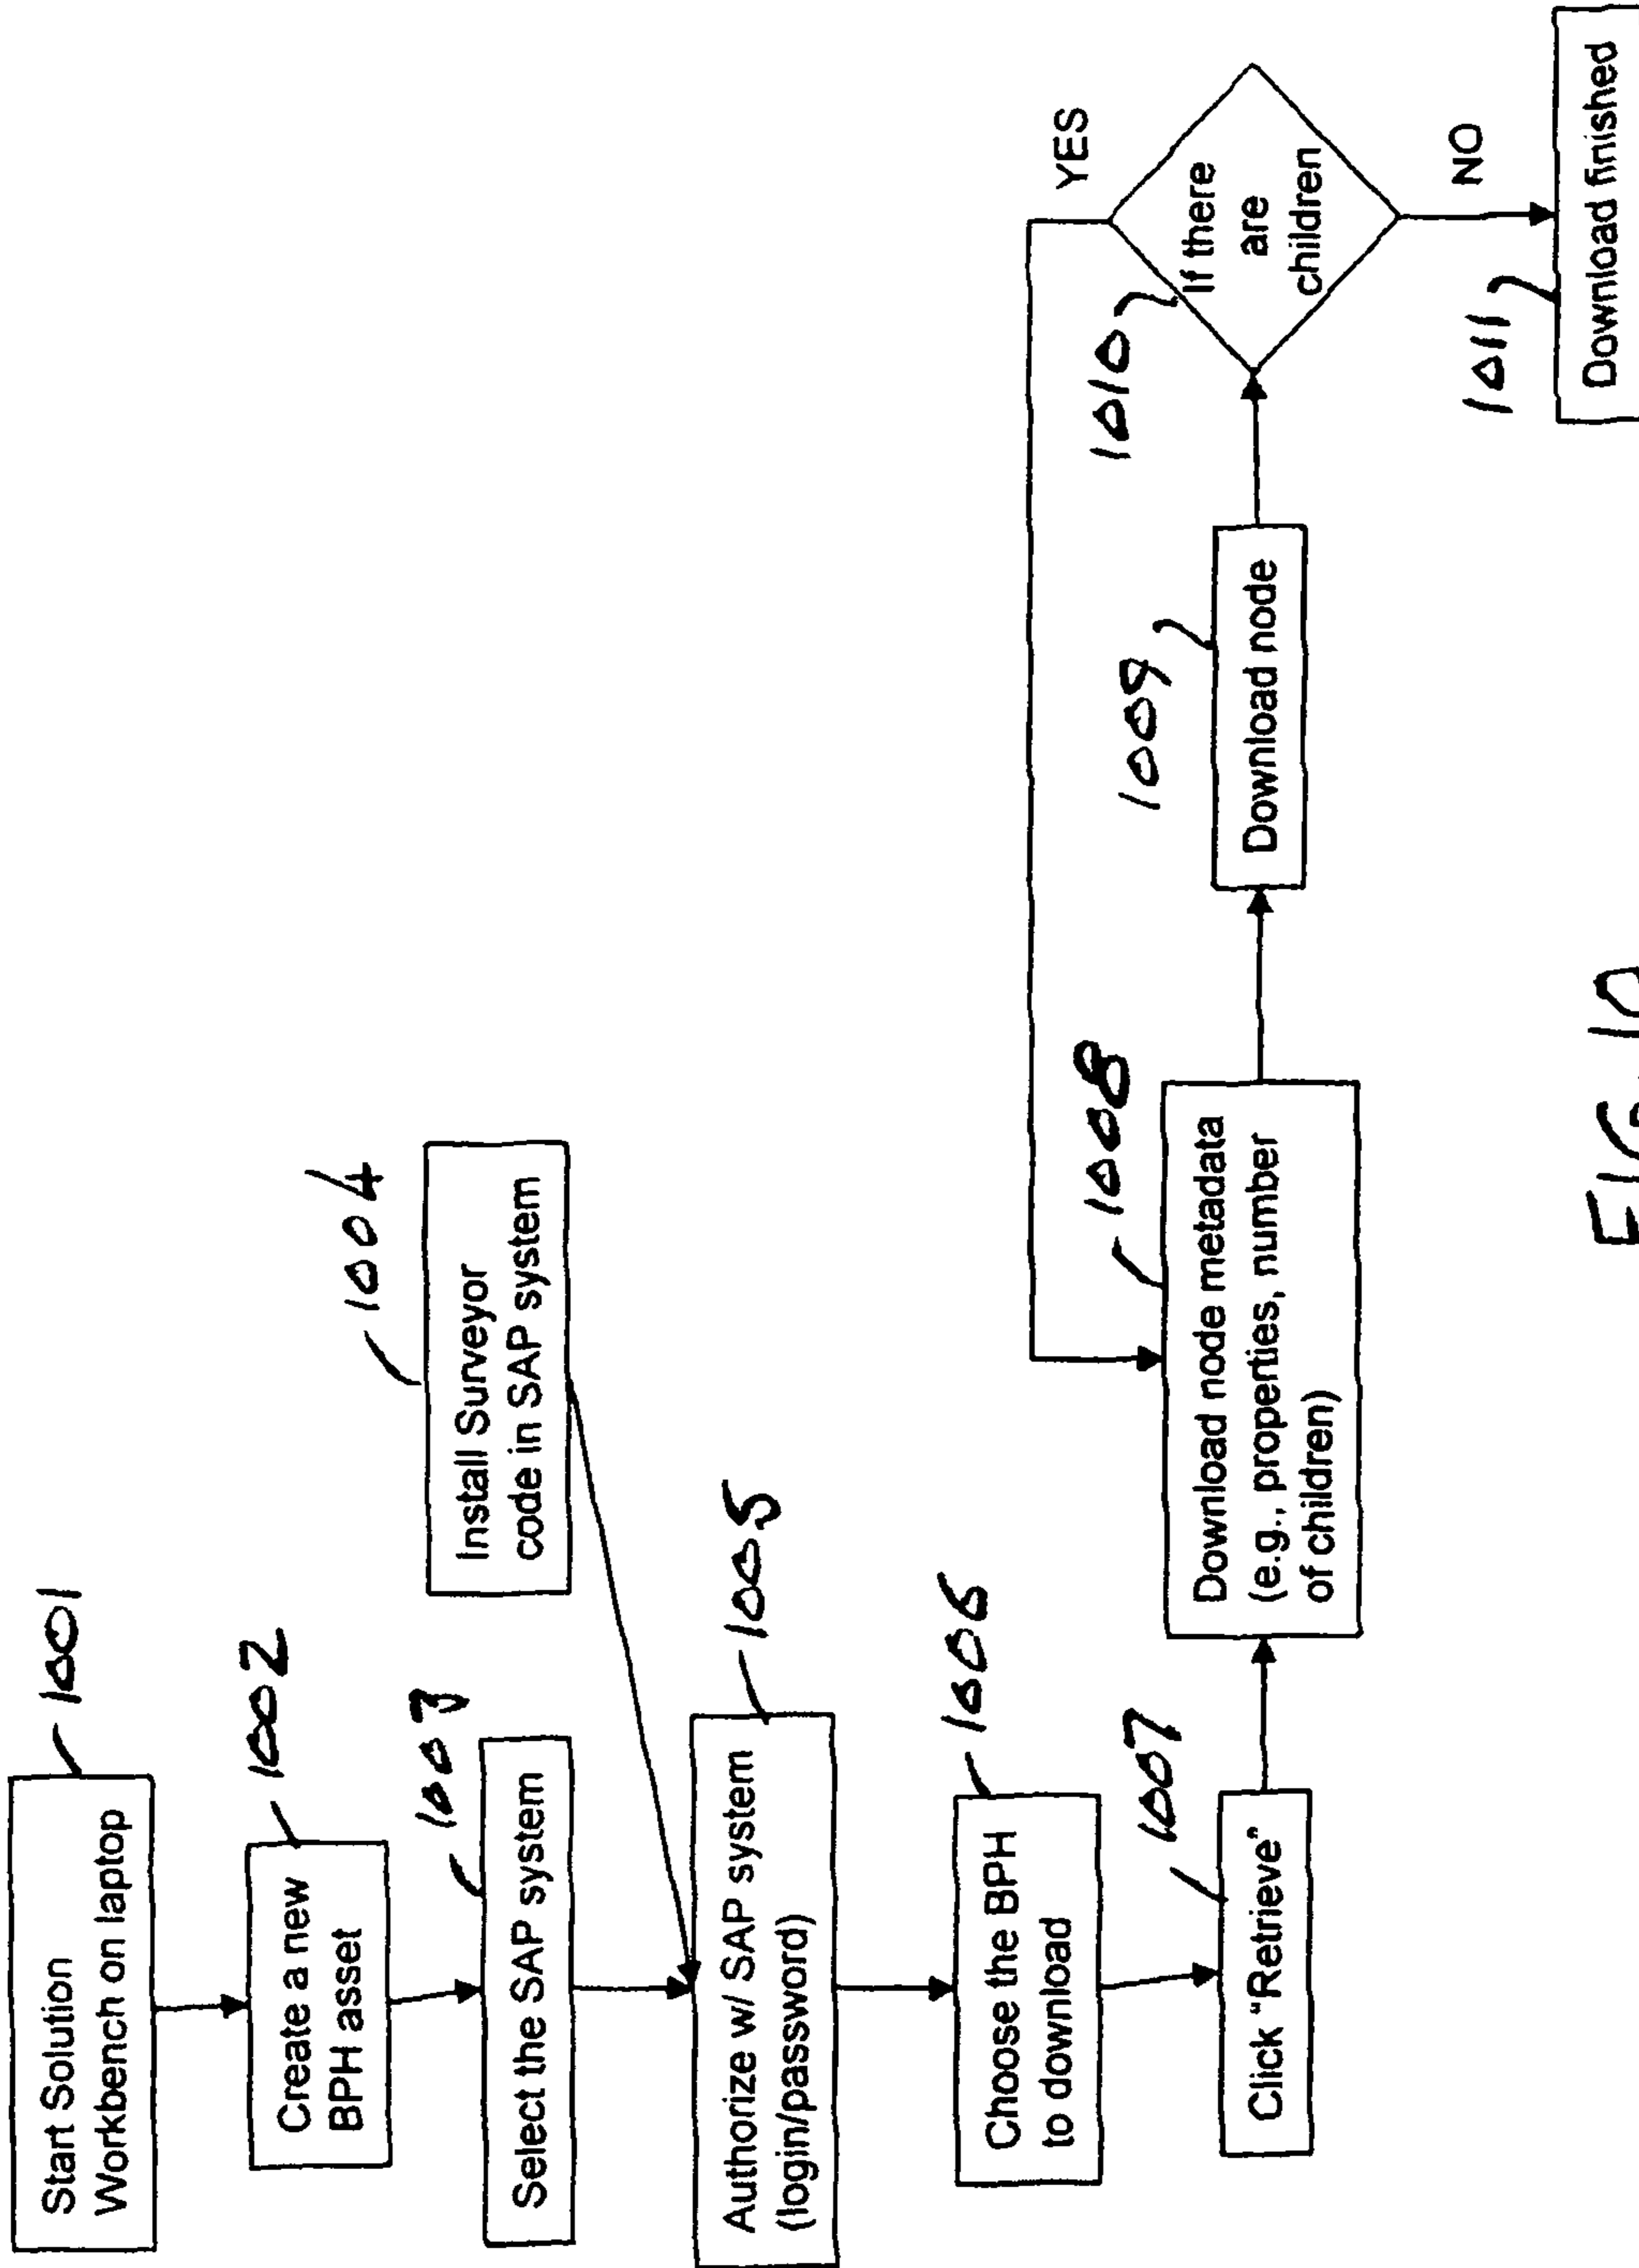 Start Solution
Workbench on laptop
1001
Create a new
BPH asset
1002
Select the SAP system
1003
Install Surveyor
code in SAP system
1004
Authorize w/ SAP system
(login/password)
1005
Choose the BPH
to download
1006
Click “Retrieve”
1007
Download node metadata
(e.g., properties, number
of children)
1008
Download node
1009
If there
are
children
1010
YES
NO
Download finished
1011
FIG. 10